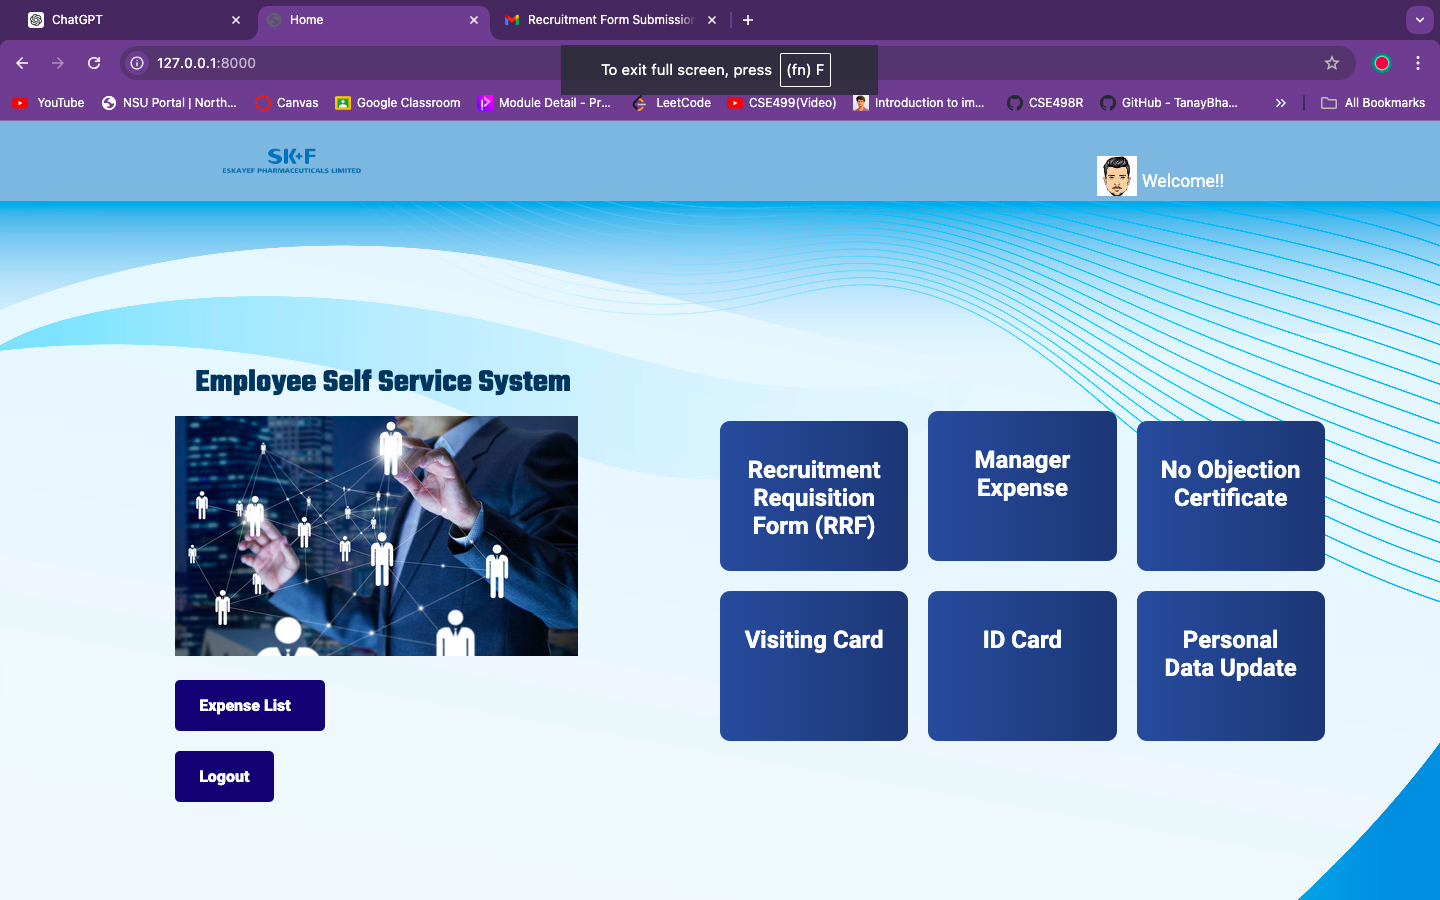 ChatGPT
Home
Recruitment Form Submission
127.0.0.1:8000
To exit full screen, press (fn) F
YouTube
NSU Portal | North...
Canvas
Google Classroom
Module Detail - Pr...
LeetCode
CSE499(Video)
Introduction to im...
CSE498R
GitHub - TanayBha...
All Bookmarks
SK+F
ESKAYEF PHARMACEUTICALS LIMITED
Welcome!!
Employee Self Service System
Recruitment
Requisition
Form (RRF)
Manager
Expense
No Objection
Certificate
Visiting Card
ID Card
Personal
Data Update
Expense List
Logout